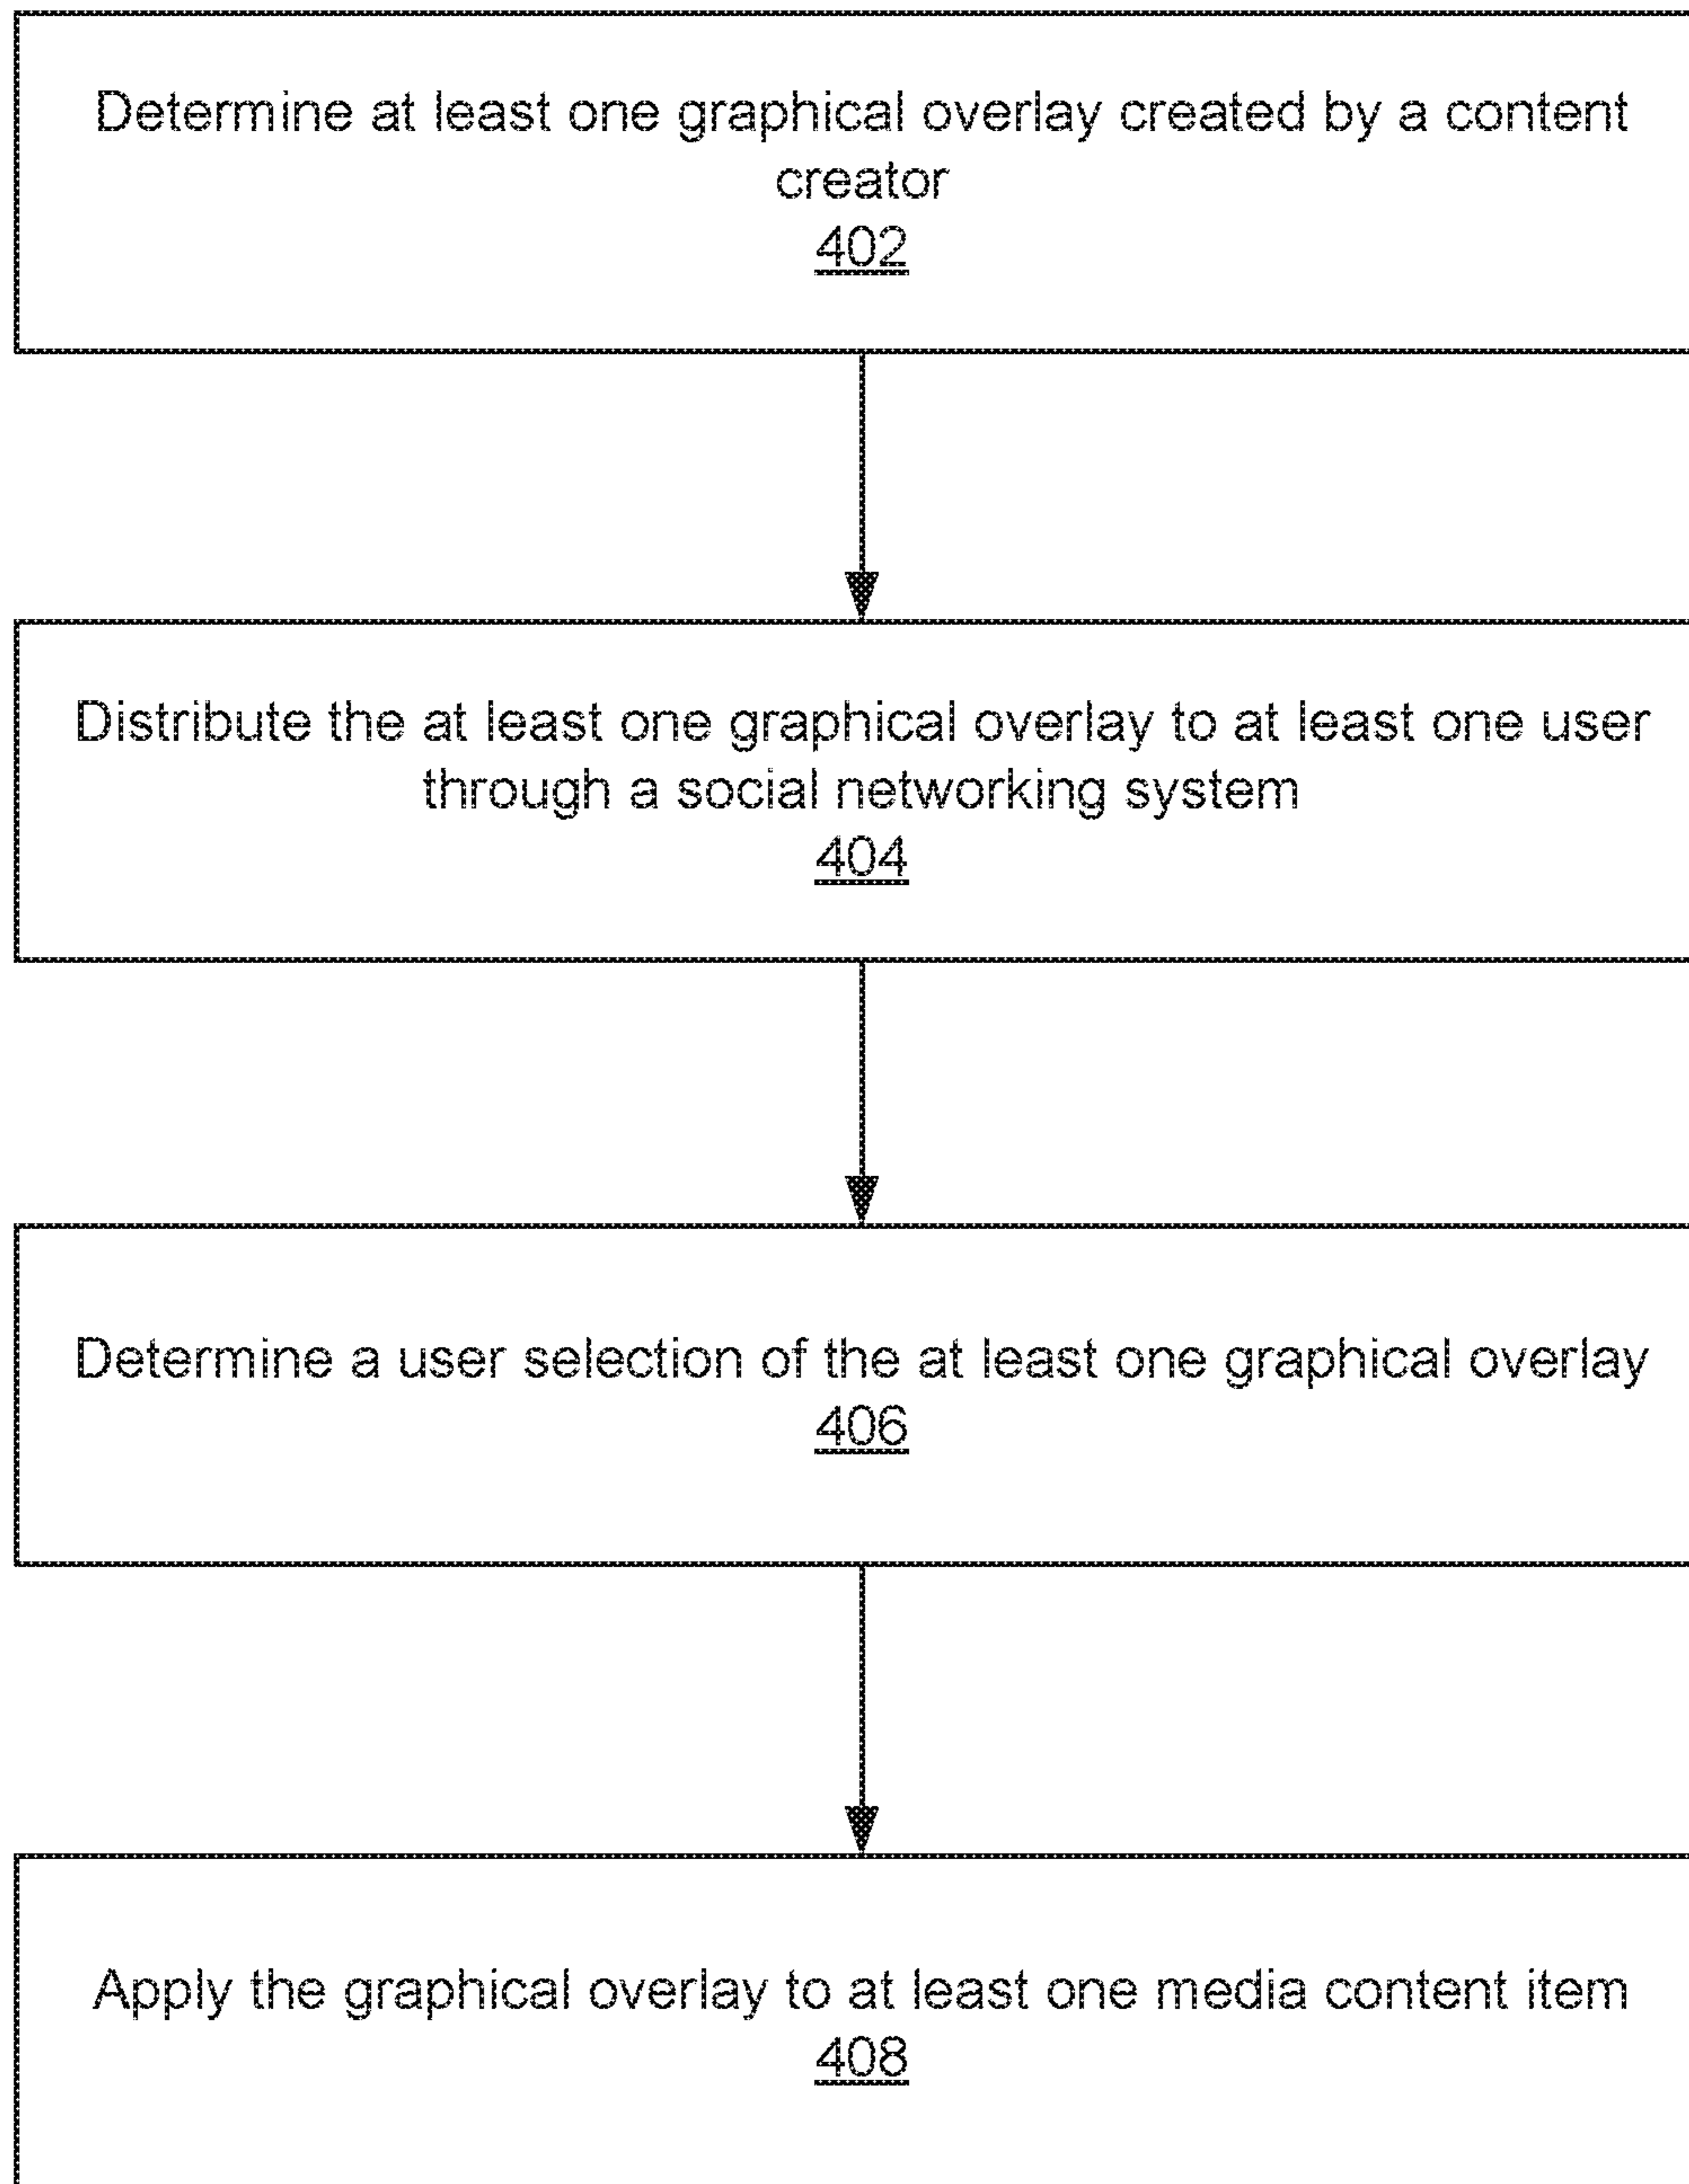 Determine at least one graphical overlay created by a content
creator
402
Distribute the at least one graphical overlay to at least one user
through a social networking system
404
Determine a user selection of the at least one graphical overlay
406
Apply the graphical overlay to at least one media content item
408